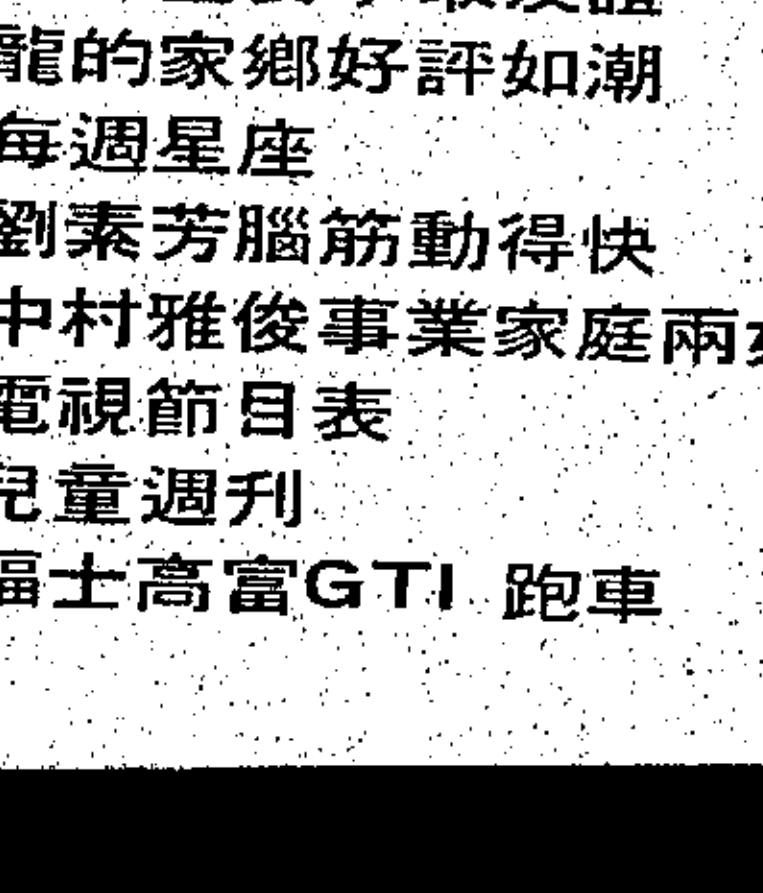 龍的家鄉好評如潮
每週星座
劉素芳腦筋動得快
中村雅俊事業家庭兩
電視節目表
兒童週刋
福士高富GTI 跑車